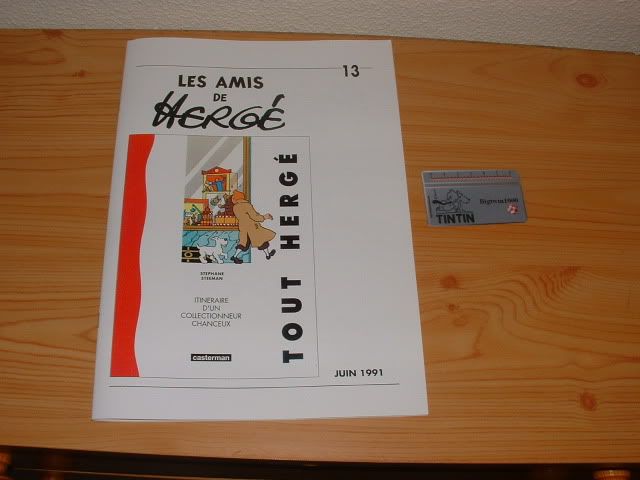 13
LES AMIS
DE
HERGÉ
TOUT HERGÉ
STEPHANE
STEEMAN
ITINERAIRE
D'UN
COLLECTIONNEUR
CHANCEUX
casterman
JUIN 1991
TINTIN